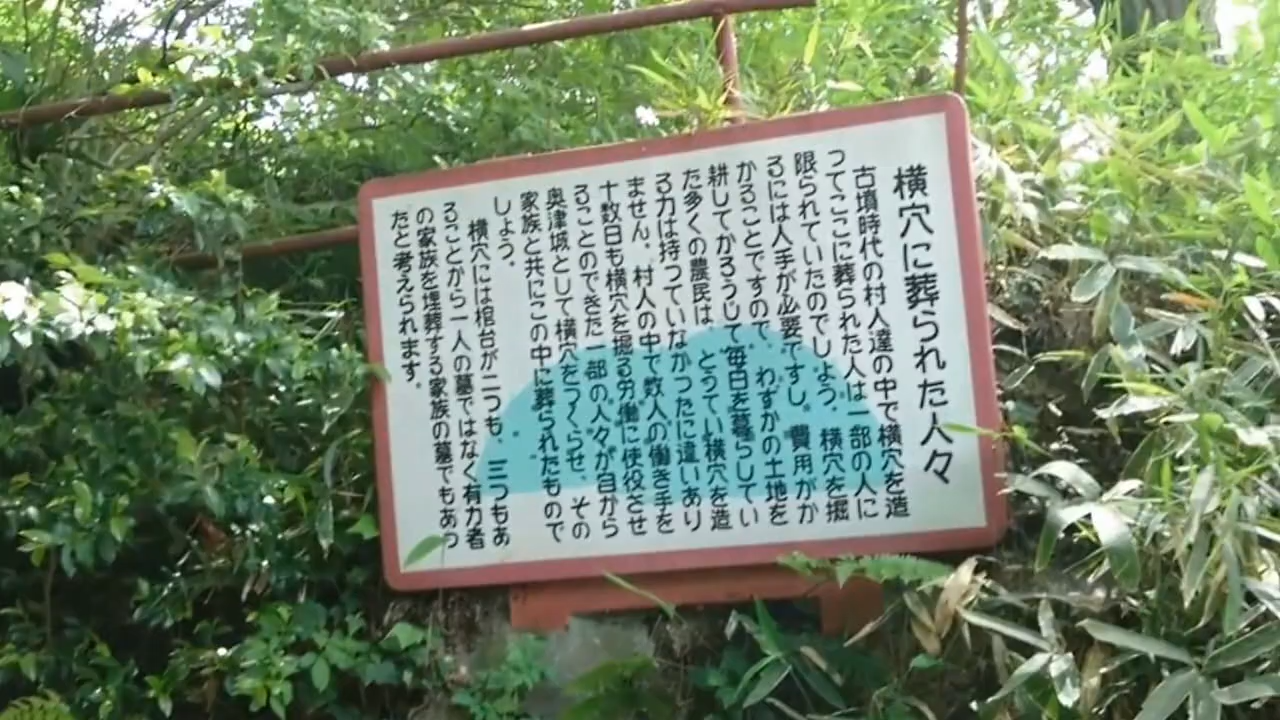 横穴に葬られた人々
古墳時代の村人達の中で横穴を造
ってここに葬られた人は一部の人に
限られていたのでしょう。横穴を掘
るには人手が必要ですし、費用がか
かることですので、わずかの土地を
耕してかろうじて毎日を暮らしてい
た多くの農民は、とうてい横穴を造
る力は持っていなかったに違いあり
ません。村人の中で数人の働き手を
十数日も横穴を掘る労働に使役させ
ることのできた一部の人々が自から
奥津城として横穴をつくらせ、その
家族と共にこの中に葬られたもので
しょう。
横穴には棺台が二つも、三つもあ
ることから一人の墓ではなく有力者
の家族を埋葬する家族の墓でもあっ
たと考えられます。